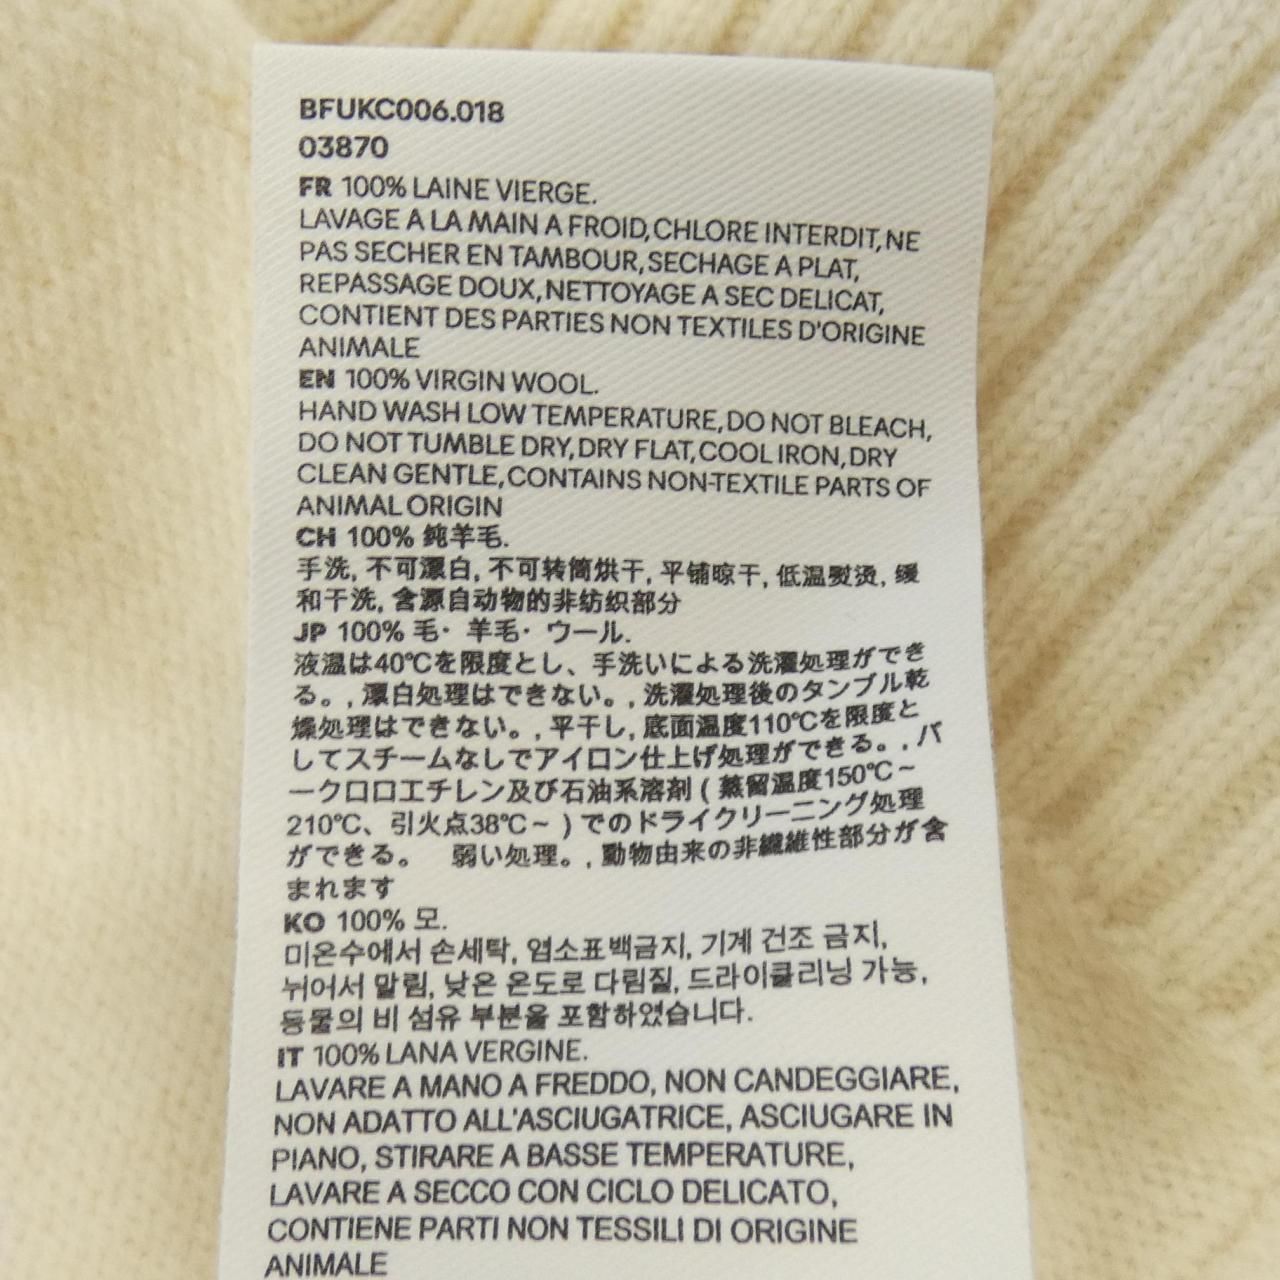 BFUKC006.018
03870
FR 100% LAINE VIERGE.
LAVAGE A LA MAIN A FROID,CHLORE INTERDIT,NE
PAS SECHER EN TAMBOUR,SECHAGE A PLAT,
REPASSAGE DOUX,NETTOYAGE A SEC DELICAT,
CONTIENT DES PARTIES NON TEXTILES D'ORIGINE
ANIMALE
EN 100% VIRGIN WOOL.
HAND WASH LOW TEMPERATURE,DO NOT BLEACH,
DO NOT TUMBLE DRY,DRY FLAT,COOL IRON,DRY
CLEAN GENTLE,CONTAINS NON-TEXTILE PARTS OF
ANIMAL ORIGIN
CH 100% 纯羊毛.
手洗, 不可漂白, 不可转筒烘干, 平铺晾干, 低温熨烫, 缓
和干洗, 含源自动物的非纺织部分
JP 100% 毛・羊毛・ウール.
液温は40℃を限度とし、手洗いによる洗濯処理ができ
る。, 漂白処理はできない。, 洗濯処理後のタンブル乾
燥処理はできない。, 平干し, 底面温度110℃を限度と
してスチームなしでアイロン仕上げ処理ができる。, パ
ークロロエチレン及び石油系溶剤 ( 蒸留温度150℃～
210℃、引火点38℃～ ) でのドライクリーニング処理
ができる。 弱い処理。, 動物由来の非繊維性部分が含
まれます
KO 100% 모.
미온수에서 손세탁, 염소표백금지, 기계 건조 금지,
뉘어서 말림, 낮은 온도로 다림질, 드라이클리닝 가능,
동물의 비 섬유 부분을 포함하였습니다.
IT 100% LANA VERGINE.
LAVARE A MANO A FREDDO, NON CANDEGGIARE,
NON ADATTO ALL'ASCIUGATRICE, ASCIUGARE IN
PIANO, STIRARE A BASSE TEMPERATURE,
LAVARE A SECCO CON CICLO DELICATO,
CONTIENE PARTI NON TESSILI DI ORIGINE
ANIMALE